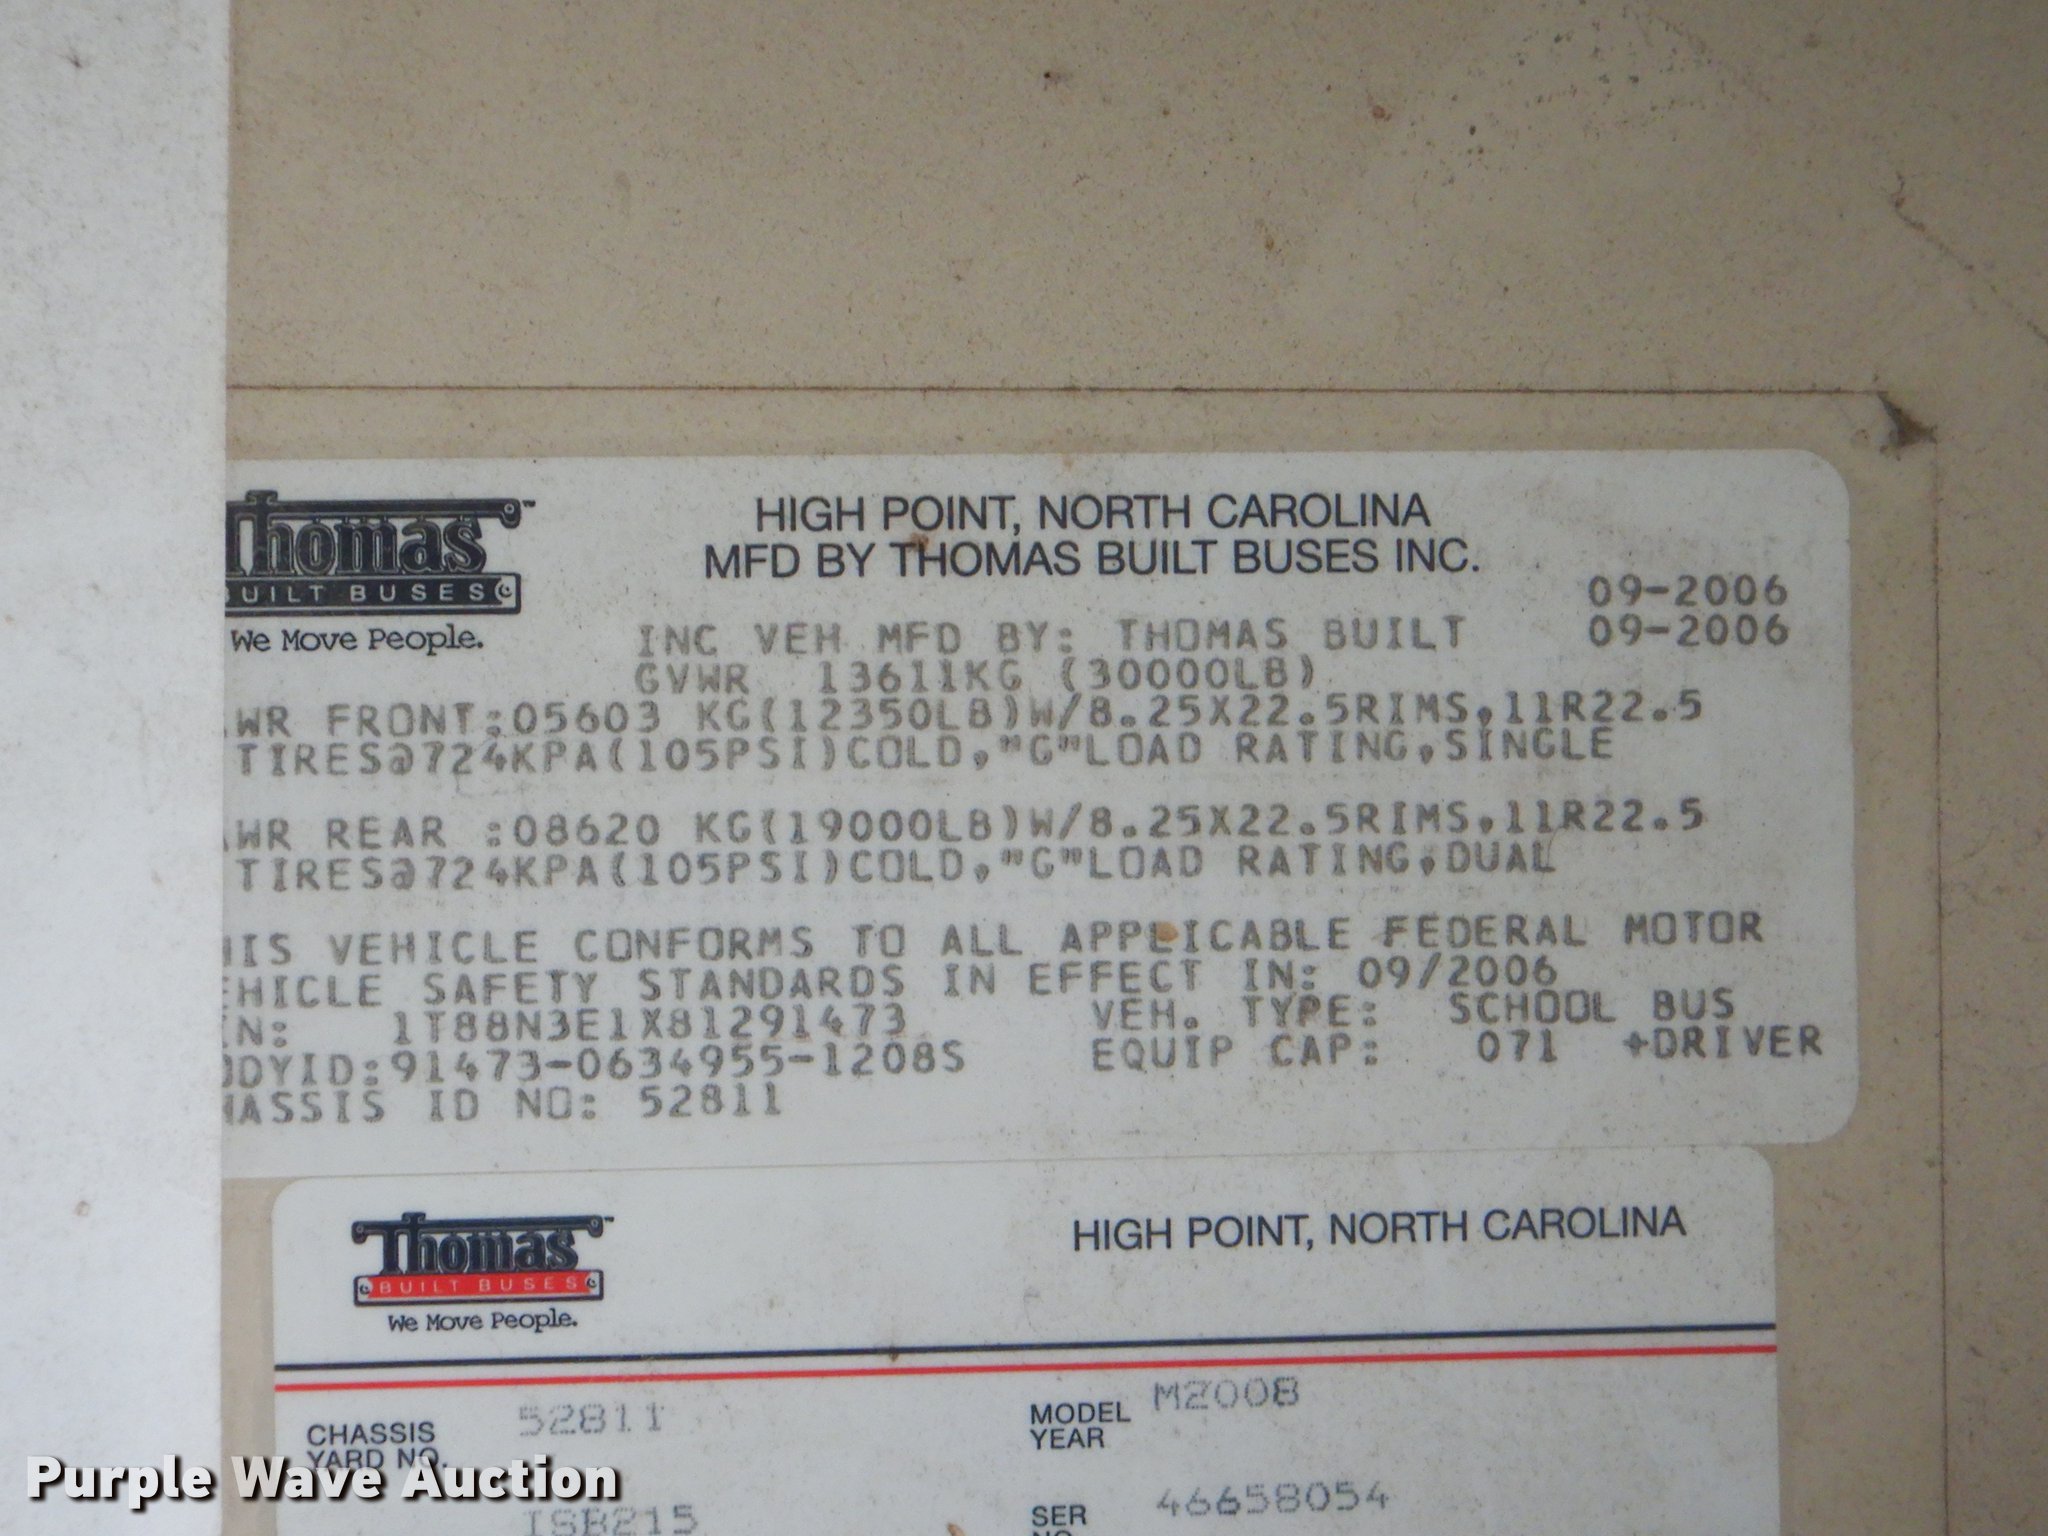 Thomas
BUILT BUSES
We Move People.
HIGH POINT, NORTH CAROLINA
MFD BY THOMAS BUILT BUSES INC.
09-2006
INC VEH MFD BY: THOMAS BUILT 09-2006
GVWR 13611KG (30000LB)
WR FRONT:05603 KG(12350LB)W/8.25X22.5RIMS,11R22.5
TIRES@724KPA(105PSI)COLD,"G"LOAD RATING,SINGLE
WR REAR :08620 KG(19000LB)W/8.25X22.5RIMS,11R22.5
TIRES@724KPA(105PSI)COLD,"G"LOAD RATING,DUAL
HIS VEHICLE CONFORMS TO ALL APPLICABLE FEDERAL MOTOR
EHICLE SAFETY STANDARDS IN EFFECT IN: 09/2006
IN: 1T88N3E1X81291473 VEH. TYPE: SCHOOL BUS
ODYID:91473-0634955-1208S EQUIP CAP: 071 +DRIVER
HASSIS ID NO: 52811
Thomas
BUILT BUSES
We Move People.
HIGH POINT, NORTH CAROLINA
CHASSIS YARD NO. 52811
MODEL YEAR M2008
ISB215
SER NO. 46658054
Purple Wave Auction